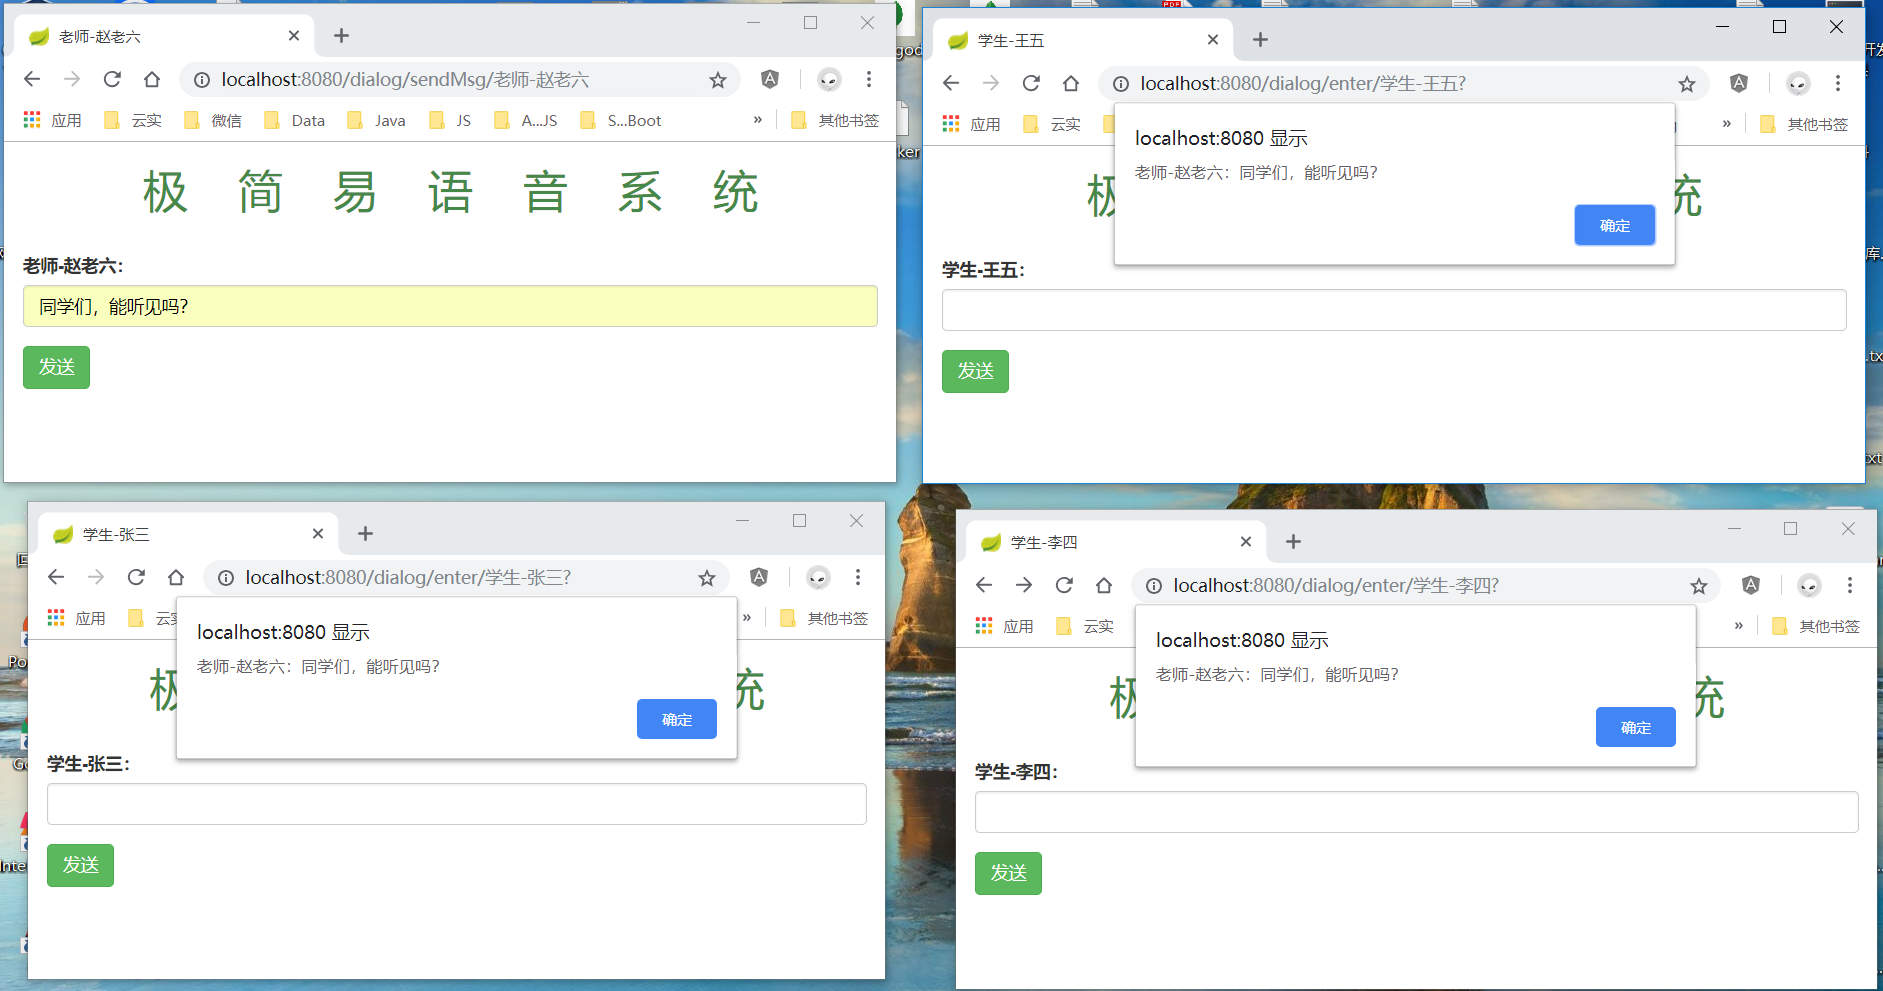 老师-赵老六
localhost:8080/dialog/sendMsg/老师-赵老六
应用 云实 微信 Data Java JS A...JS S...Boot » 其他书签
极 简 易 语 音 系 统
老师-赵老六：
同学们，能听见吗？
发送
学生-王五
localhost:8080/dialog/enter/学生-王五?
应用 云实 » 其他书签
localhost:8080 显示
老师-赵老六：同学们，能听见吗？
确定
极 统
学生-王五：
发送
学生-张三
localhost:8080/dialog/enter/学生-张三?
应用 云实 » 其他书签
localhost:8080 显示
老师-赵老六：同学们，能听见吗？
确定
极 统
学生-张三：
发送
学生-李四
localhost:8080/dialog/enter/学生-李四?
应用 云实 » 其他书签
localhost:8080 显示
老师-赵老六：同学们，能听见吗？
确定
极 统
学生-李四：
发送